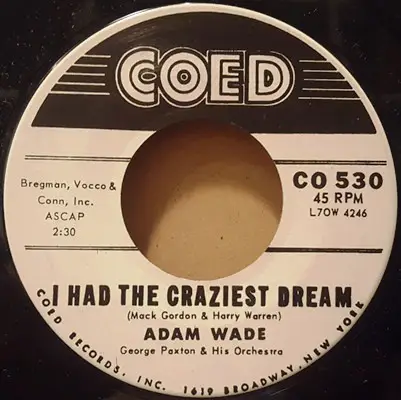 COED
Bregman, Vocco &
Conn, Inc.
ASCAP
2:30
CO 530
45 RPM
L7OW 4246
I HAD THE CRAZIEST DREAM
(Mack Gordon & Harry Warren)
ADAM WADE
George Paxton & His Orchestra
COED RECORDS, INC. 1619 BROADWAY, NEW YORK